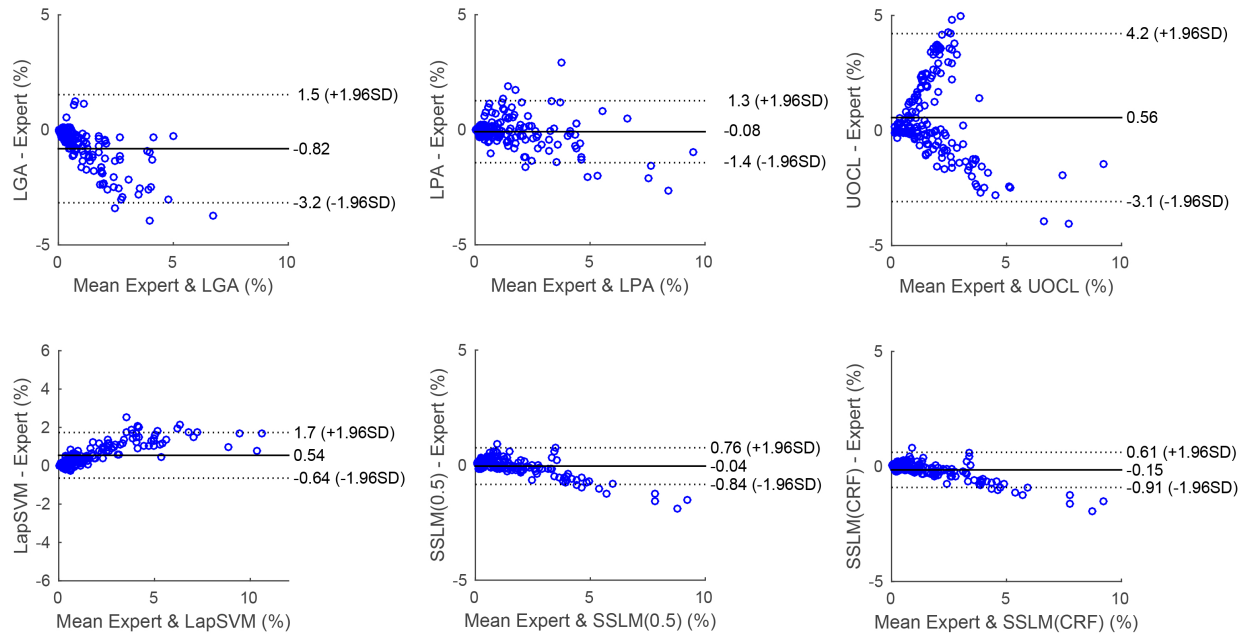 5
0
-5
LGA - Expert (%)
1.5 (+1.96SD)
-0.82
-3.2 (-1.96SD)
0
5
10
Mean Expert & LGA (%)
5
0
-5
LPA - Expert (%)
1.3 (+1.96SD)
-0.08
-1.4 (-1.96SD)
0
5
10
Mean Expert & LPA (%)
5
0
-5
UOCL - Expert (%)
4.2 (+1.96SD)
0.56
-3.1 (-1.96SD)
0
5
10
Mean Expert & UOCL (%)
6
4
2
0
-2
-4
-6
LapSVM - Expert (%)
1.7 (+1.96SD)
0.54
-0.64 (-1.96SD)
0
5
10
Mean Expert & LapSVM (%)
5
0
-5
SSLM(0.5) - Expert (%)
0.76 (+1.96SD)
-0.04
-0.84 (-1.96SD)
0
5
10
Mean Expert & SSLM(0.5) (%)
5
0
-5
SSLM(CRF) - Expert (%)
0.61 (+1.96SD)
-0.15
-0.91 (-1.96SD)
0
5
10
Mean Expert & SSLM(CRF) (%)